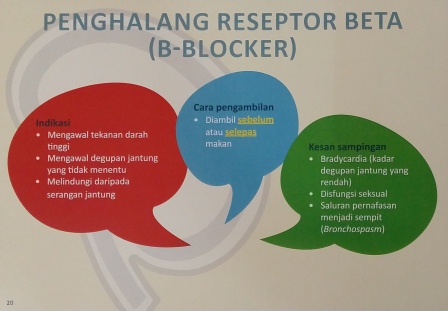 PENGHALANG RESEPTOR BETA
(B-BLOCKER)
Indikasi
• Mengawal tekanan darah
tinggi
• Mengawal degupan jantung
yang tidak menentu
• Melindungi daripada
serangan jantung
Cara pengambilan
• Diambil sebelum
atau selepas
makan
Kesan sampingan
• Bradycardia (kadar
degupan jantung yang
rendah)
• Disfungsi seksual
• Saluran pernafasan
menjadi sempit
(Bronchospasm)
20